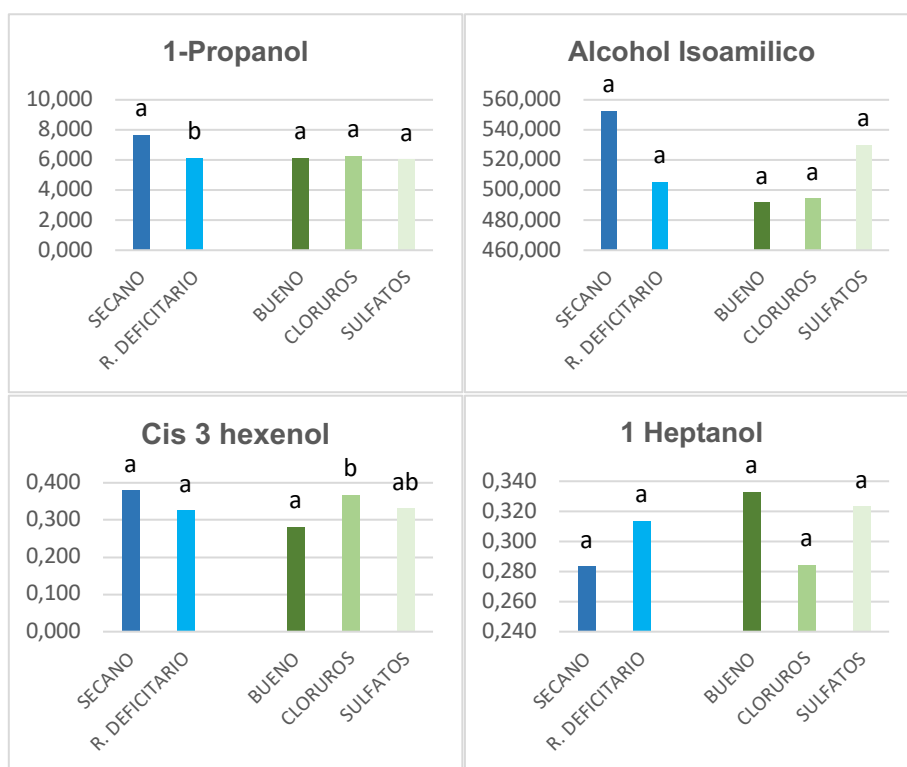 1-Propanol
10,000
8,000
6,000
4,000
2,000
0,000
a
b
a
a
a
SECANO
R. DEFICITARIO
BUENO
CLORUROS
SULFATOS
Alcohol Isoamilico
560,000
540,000
520,000
500,000
480,000
460,000
a
a
a
a
a
SECANO
R. DEFICITARIO
BUENO
CLORUROS
SULFATOS
Cis 3 hexenol
0,400
0,300
0,200
0,100
0,000
a
a
a
b
ab
SECANO
R. DEFICITARIO
BUENO
CLORUROS
SULFATOS
1 Heptanol
0,340
0,320
0,300
0,280
0,260
0,240
a
a
a
a
a
SECANO
R. DEFICITARIO
BUENO
CLORUROS
SULFATOS